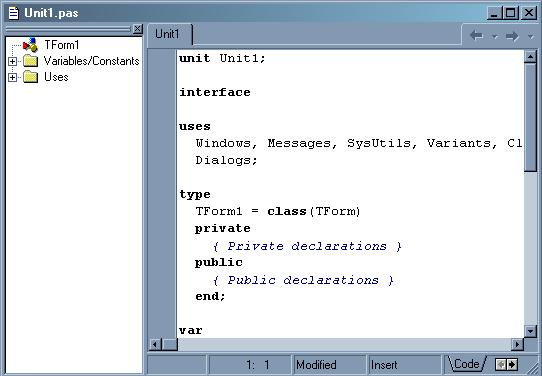 Unit1.pas
TForm1
Variables/Constants
Uses
Unit1
unit Unit1;
interface
uses
Windows, Messages, SysUtils, Variants, Cl
Dialogs;
type
TForm1 = class(TForm)
private
{ Private declarations }
public
{ Public declarations }
end;
var
1: 1 Modified Insert Code